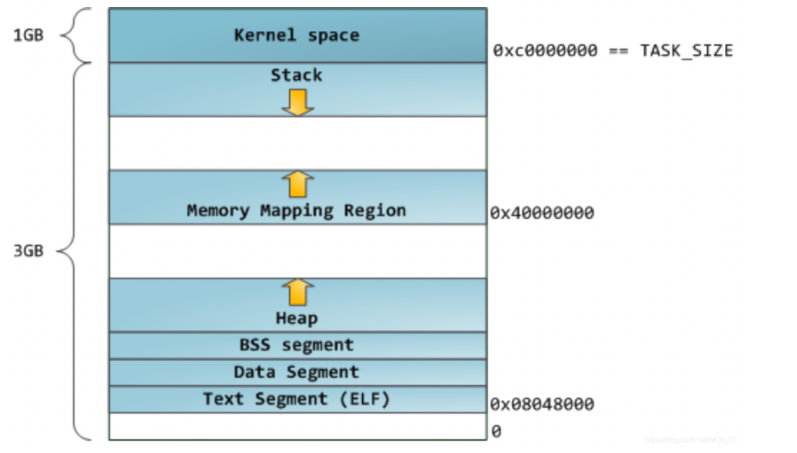 1GB
Kernel space
0xc0000000 == TASK_SIZE
Stack
Memory Mapping Region
0x40000000
3GB
Heap
BSS segment
Data Segment
Text Segment (ELF)
0x08048000
0